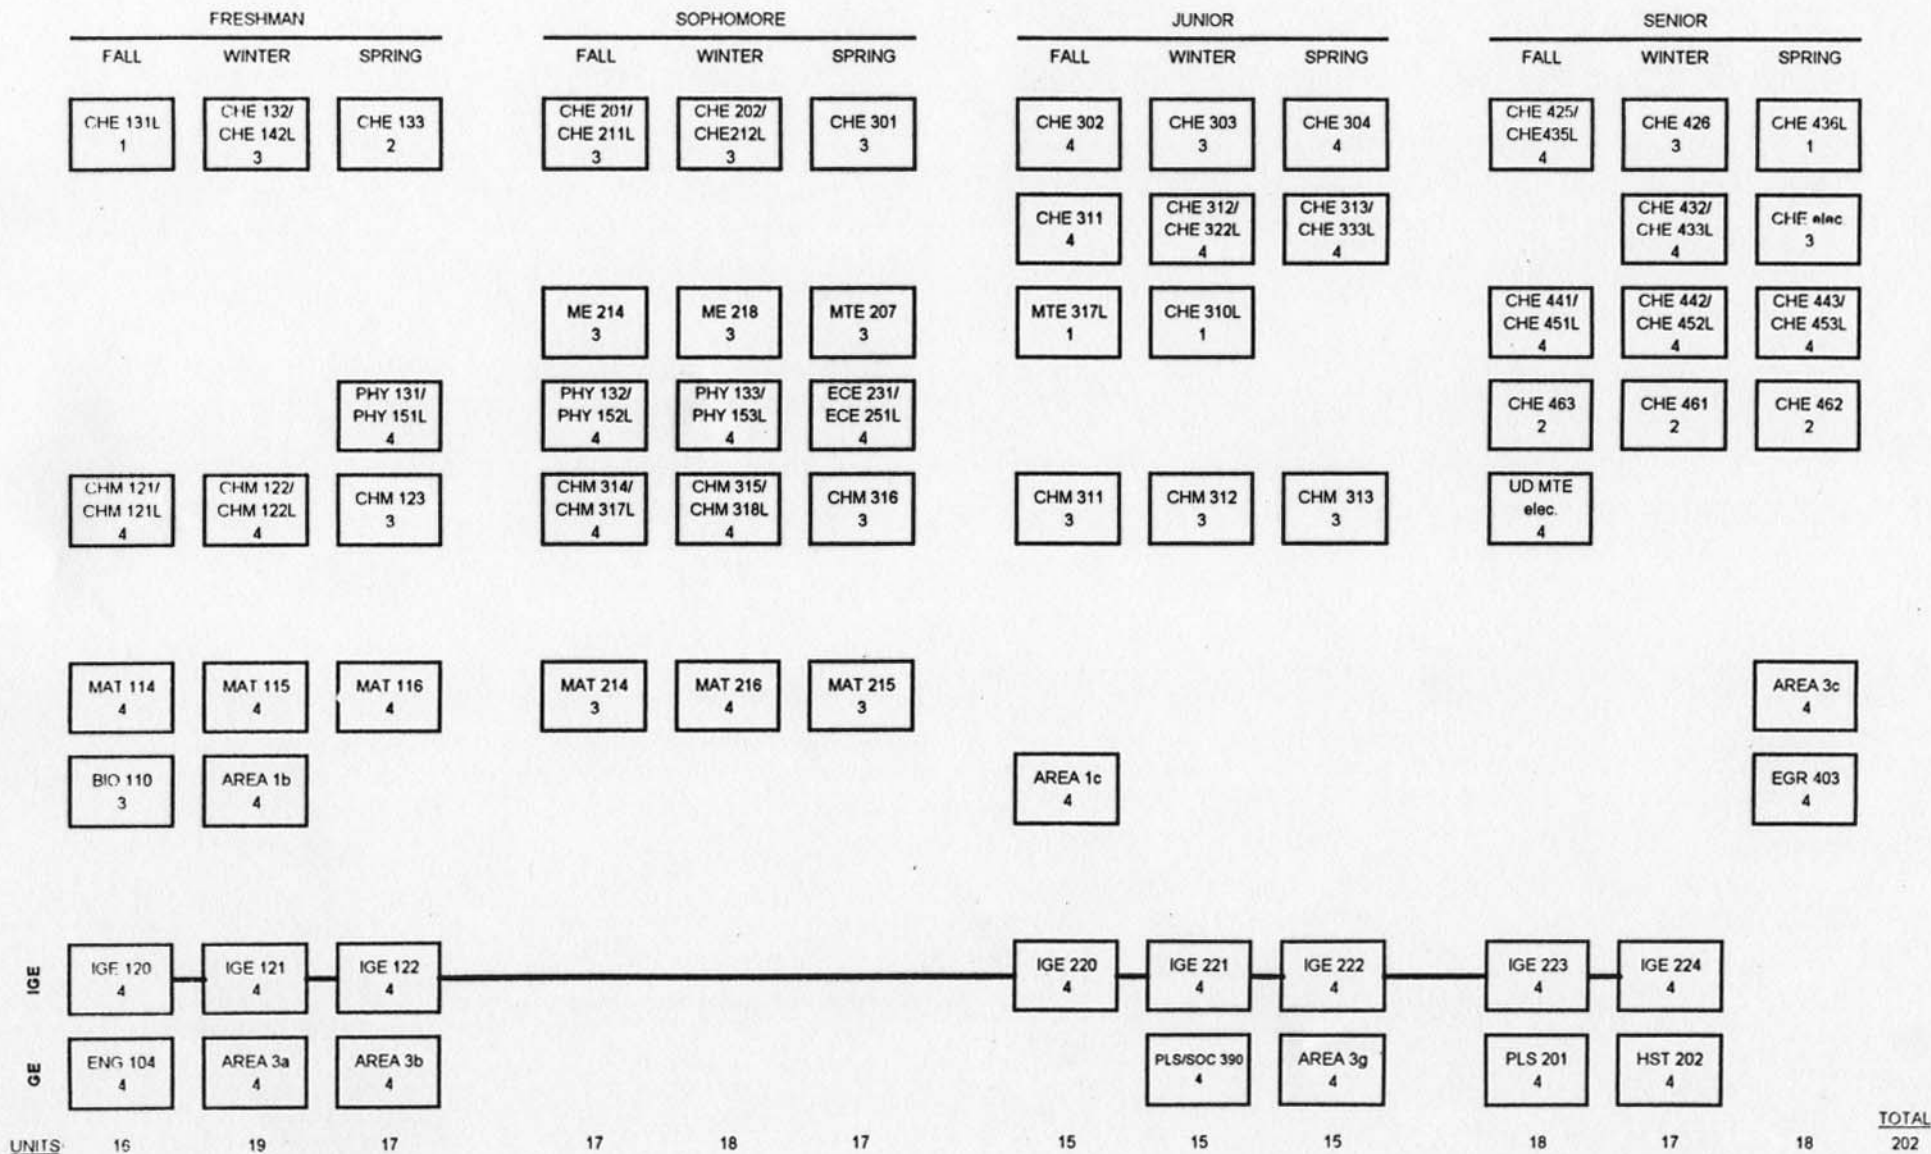 FRESHMAN SOPHOMORE JUNIOR SENIOR
FALL WINTER SPRING FALL WINTER SPRING FALL WINTER SPRING FALL WINTER SPRING
CHE 131L
1
CHE 132/
CHE 142L
3
CHE 133
2
CHE 201/
CHE 211L
3
CHE 202/
CHE212L
3
CHE 301
3
CHE 302
4
CHE 303
3
CHE 304
4
CHE 425/
CHE435L
4
CHE 426
3
CHE 436L
1
CHE 311
4
CHE 312/
CHE 322L
4
CHE 313/
CHE 333L
4
CHE 432/
CHE 433L
4
CHE elec
3
ME 214
3
ME 218
3
MTE 207
3
MTE 317L
1
CHE 310L
1
CHE 441/
CHE 451L
4
CHE 442/
CHE 452L
4
CHE 443/
CHE 453L
4
PHY 131/
PHY 151L
4
PHY 132/
PHY 152L
4
PHY 133/
PHY 153L
4
ECE 231/
ECE 251L
4
CHE 463
2
CHE 461
2
CHE 462
2
CHM 121/
CHM 121L
4
CHM 122/
CHM 122L
4
CHM 123
3
CHM 314/
CHM 317L
4
CHM 315/
CHM 318L
4
CHM 316
3
CHM 311
3
CHM 312
3
CHM 313
3
UD MTE
elec.
4
MAT 114
4
MAT 115
4
MAT 116
4
MAT 214
3
MAT 216
4
MAT 215
3
AREA 3c
4
BIO 110
3
AREA 1b
4
AREA 1c
4
EGR 403
4
IGE
IGE 120
4
IGE 121
4
IGE 122
4
IGE 220
4
IGE 221
4
IGE 222
4
IGE 223
4
IGE 224
4
GE
ENG 104
4
AREA 3a
4
AREA 3b
4
PLS/SOC 390
4
AREA 3g
4
PLS 201
4
HST 202
4
TOTAL
UNITS 16 19 17 17 18 17 15 15 15 18 17 18 202